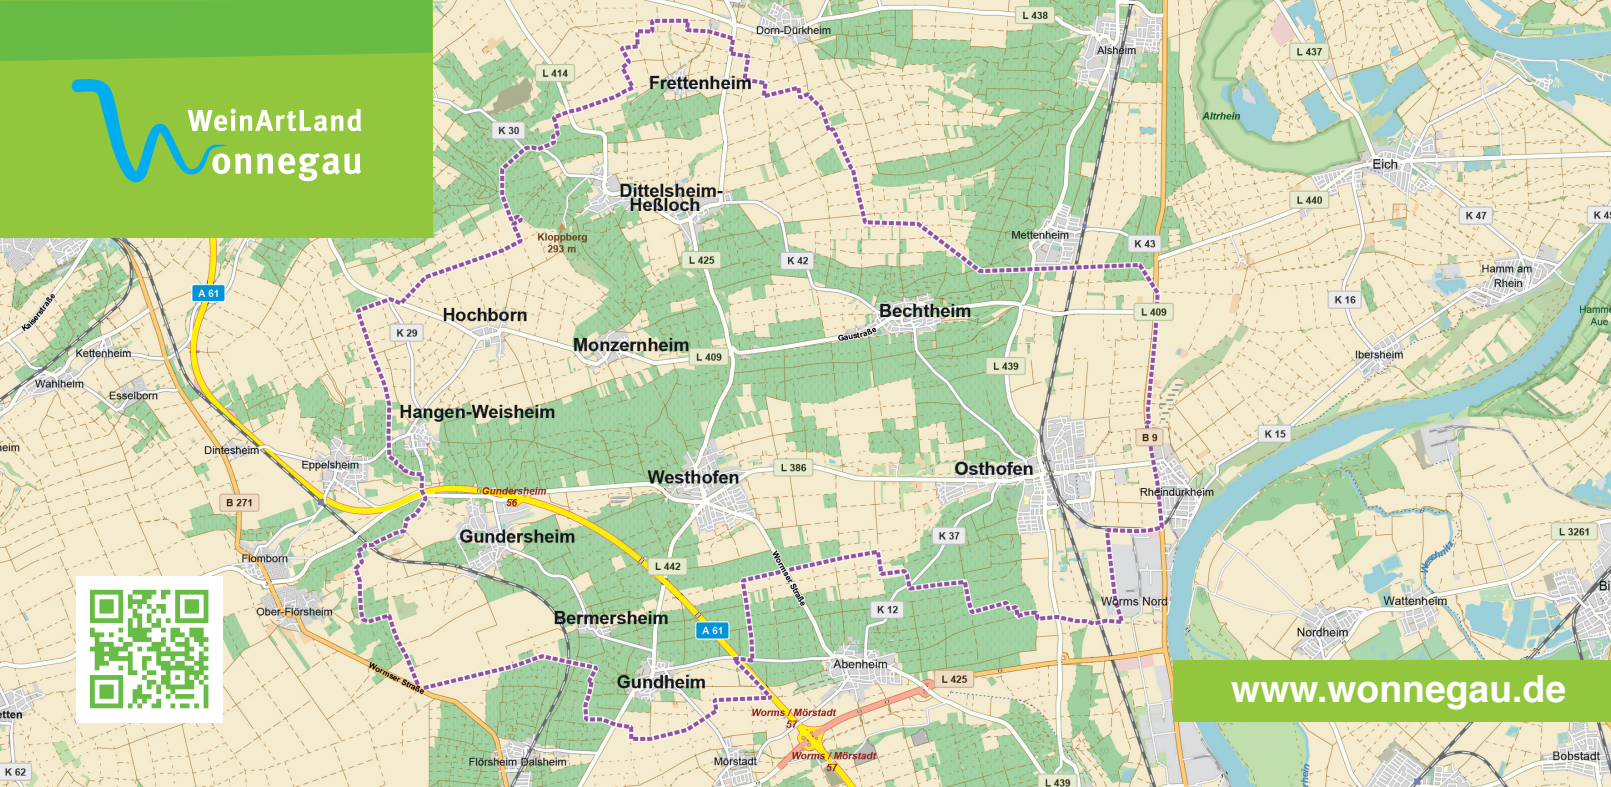 WeinArtLand
Wonnegau
L 438
Dorn-Dürkheim
Alsheim
L 437
L 414
Frettenheim
K 30
Altrhein
Eich
Dittelsheim-
Heßloch
L 440
K 47
Kloppberg
293 m
Mettenheim
K 43
L 425
K 42
Hamm am
Rhein
A 61
Kaiserstraße
K 16
Hochborn
Bechtheim
L 409
Aue
K 29
Gaustraße
Monzernheim
L 409
Kettenheim
Ibersheim
Wahlheim
L 439
Esselborn
Hangen-Weisheim
K 15
B 9
Dintesheim
Eppelsheim
L 386
Osthofen
Westhofen
Gundersheim
56
Rheindürkheim
B 271
L 3261
Gundersheim
K 37
Flomborn
L 442
Wormser Straße
Weschnitz
Ober-Flörsheim
K 12
Worms Nord
Wattenheim
Bermersheim
A 61
Nordheim
Abenheim
Wormser Straße
Gundheim
L 425
www.wonnegau.de
Worms / Mörstadt
57
Worms / Mörstadt
57
Flörsheim Dalsheim
Mörstadt
Bobstadt
K 62
L 439